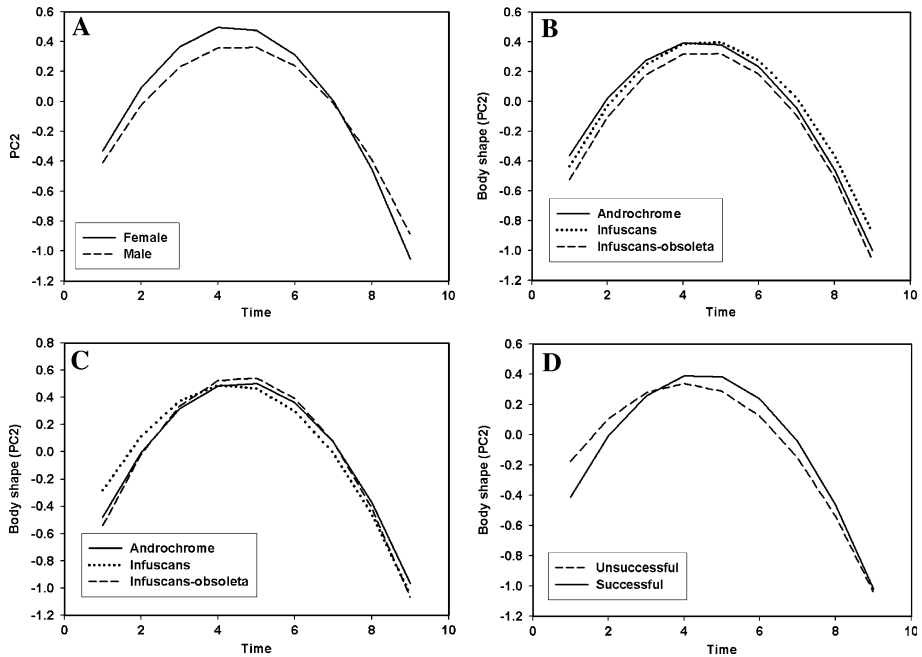 A
0.6
0.4
0.2
0.0
-0.2
-0.4
-0.6
-0.8
-1.0
-1.2
PC2
Female
Male
0 2 4 6 8 10
Time
B
0.6
0.4
0.2
0.0
-0.2
-0.4
-0.6
-0.8
-1.0
-1.2
Body shape (PC2)
Androchrome
Infuscans
Infuscans-obsoleta
0 2 4 6 8 10
Time
C
0.8
0.6
0.4
0.2
0.0
-0.2
-0.4
-0.6
-0.8
-1.0
-1.2
Body shape (PC2)
Androchrome
Infuscans
Infuscans-obsoleta
0 2 4 6 8 10
Time
D
0.6
0.4
0.2
0.0
-0.2
-0.4
-0.6
-0.8
-1.0
-1.2
Body shape (PC2)
Unsuccessful
Successful
0 2 4 6 8 10
Time